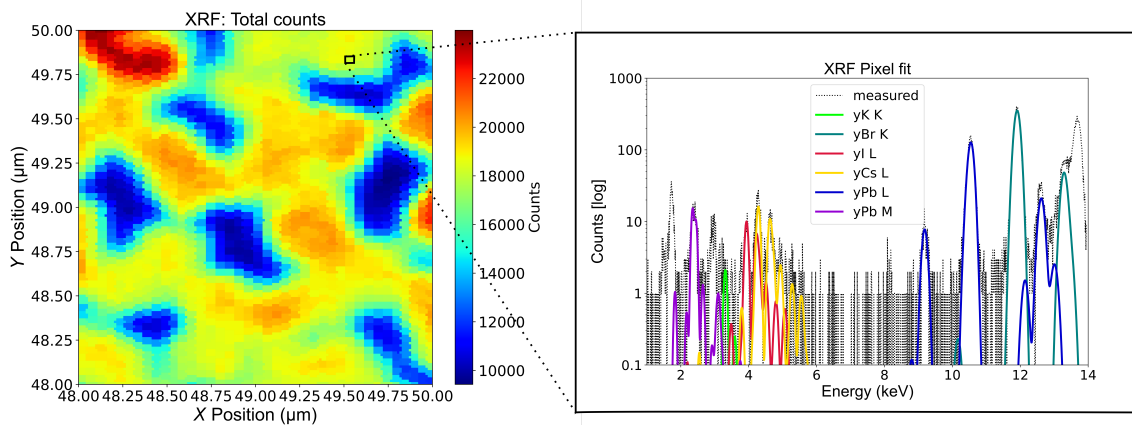 XRF: Total counts
50.00
49.75
49.50
49.25
49.00
48.75
48.50
48.25
48.00
Y Position (µm)
48.00 48.25 48.50 48.75 49.00 49.25 49.50 49.75 50.00
X Position (µm)
22000
20000
18000
16000
14000
12000
10000
Counts
XRF Pixel fit
1000
100
10
1
0.1
Counts [log]
measured
yK K
yBr K
yI L
yCs L
yPb L
yPb M
2 4 6 8 10 12 14
Energy (keV)